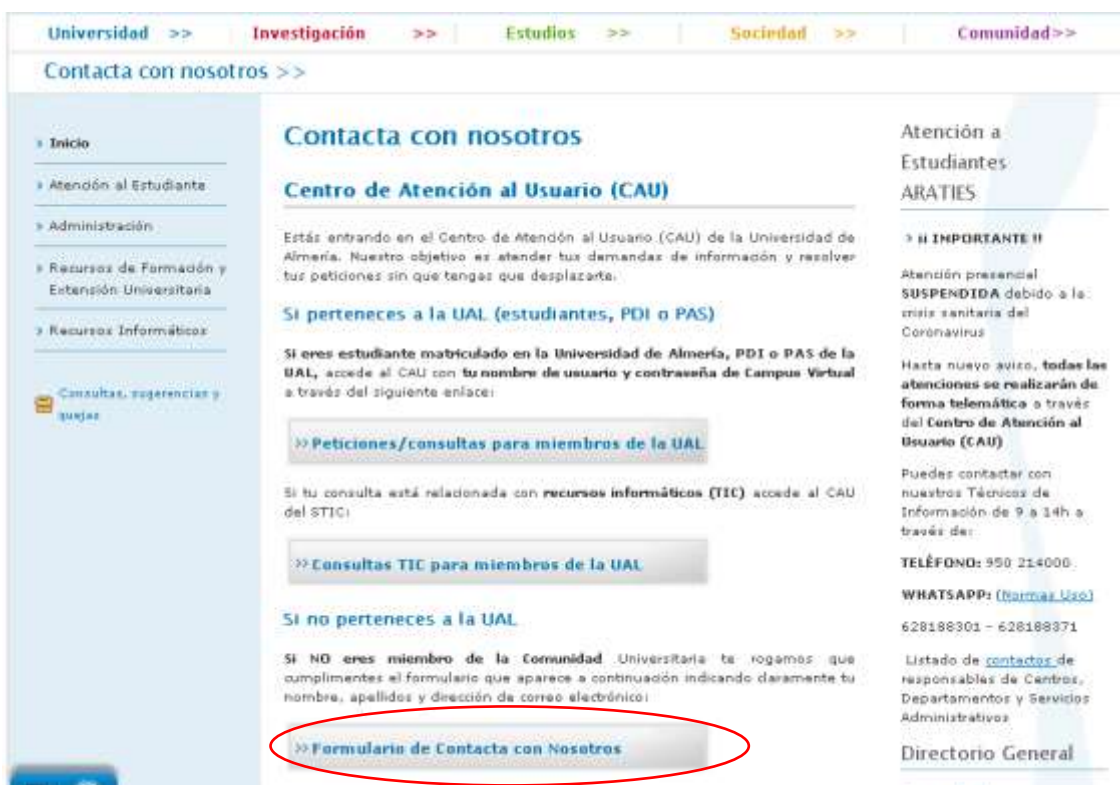 Universidad >> Investigación >> Estudios >> Sociedad >> Comunidad>>
Contacta con nosotros >>
Inicio
Atención al Estudiante
Administración
Recursos de Formación y
Extensión Universitaria
Recursos Informáticos
Consultas, sugerencias y
quejas
Contacta con nosotros
Centro de Atención al Usuario (CAU)
Estás entrando en el Centro de Atención al Usuario (CAU) de la Universidad de
Almería. Nuestro objetivo es atender tus demandas de información y resolver
tus peticiones sin que tengas que desplazarte.
Si perteneces a la UAL (estudiantes, PDI o PAS)
Si eres estudiante matriculado en la Universidad de Almería, PDI o PAS de la
UAL, accede al CAU con tu nombre de usuario y contraseña de Campus Virtual
a través del siguiente enlace:
>> Peticiones/consultas para miembros de la UAL
Si tu consulta está relacionada con recursos informáticos (TIC) accede al CAU
del STIC:
>> Consultas TIC para miembros de la UAL
Si no perteneces a la UAL
Si NO eres miembro de la Comunidad Universitaria te rogamos que
cumplimentes el formulario que aparece a continuación indicando claramente tu
nombre, apellidos y dirección de correo electrónico:
>> Formulario de Contacta con Nosotros
Atención a
Estudiantes
ARATIES
¡¡ IMPORTANTE !!
Atención presencial
SUSPENDIDA debido a la
crisis sanitaria del
Coronavirus
Hasta nuevo aviso, todas las
atenciones se realizarán de
forma telemática a través
del Centro de Atención al
Usuario (CAU)
Puedes contactar con
nuestros Técnicos de
Información de 9 a 14h a
través de:
TELÉFONO: 950 214000
WHATSAPP: (Normas Uso)
628188301 - 628188371
Listado de contactos de
responsables de Centros,
Departamentos y Servicios
Administrativos
Directorio General